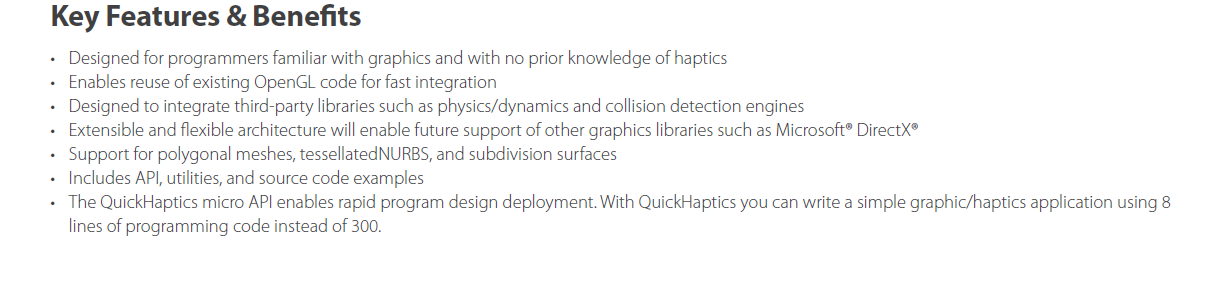 Key Features & Benefits
• Designed for programmers familiar with graphics and with no prior knowledge of haptics
• Enables reuse of existing OpenGL code for fast integration
• Designed to integrate third-party libraries such as physics/dynamics and collision detection engines
• Extensible and flexible architecture will enable future support of other graphics libraries such as Microsoft® DirectX®
• Support for polygonal meshes, tessellatedNURBS, and subdivision surfaces
• Includes API, utilities, and source code examples
• The QuickHaptics micro API enables rapid program design deployment. With QuickHaptics you can write a simple graphic/haptics application using 8
lines of programming code instead of 300.